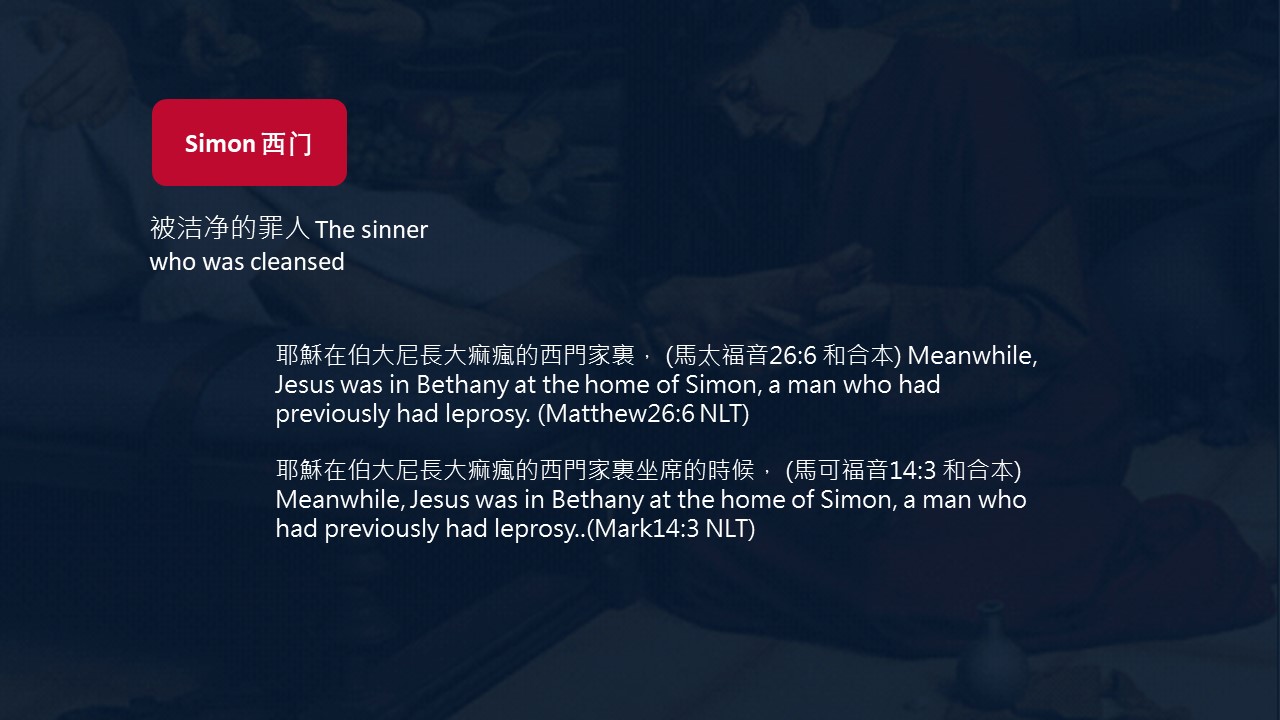 Simon 西门
被洁净的罪人 The sinner
who was cleansed
耶穌在伯大尼長大痲瘋的西門家裏， (馬太福音26:6 和合本) Meanwhile,
Jesus was in Bethany at the home of Simon, a man who had
previously had leprosy. (Matthew26:6 NLT)
耶穌在伯大尼長大痲瘋的西門家裏坐席的時候， (馬可福音14:3 和合本)
Meanwhile, Jesus was in Bethany at the home of Simon, a man who
had previously had leprosy..(Mark14:3 NLT)